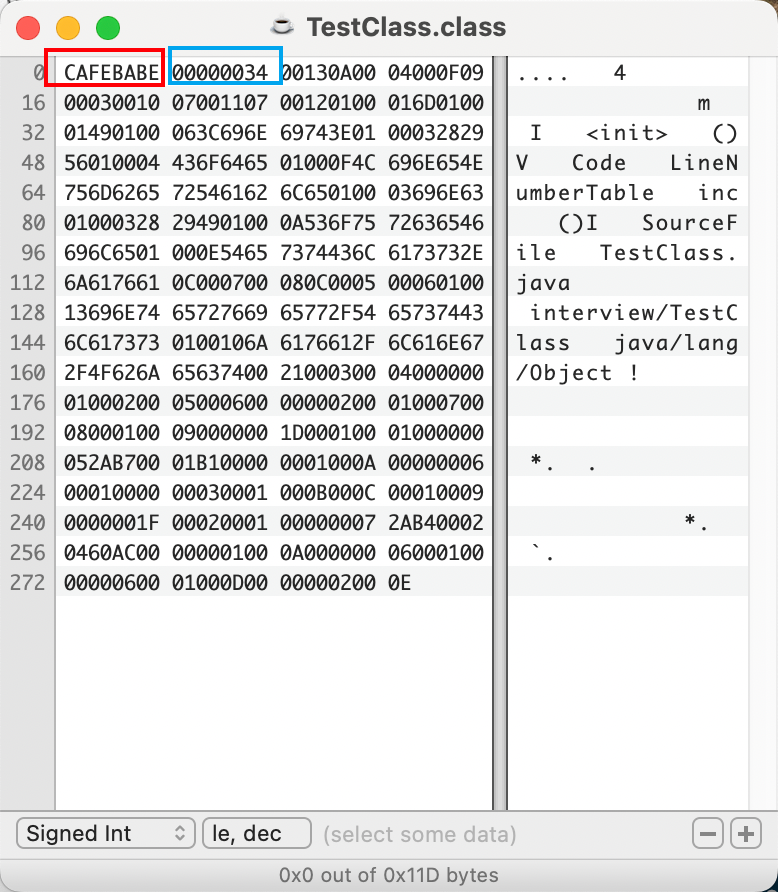 TestClass.class
0 CAFEBABE 00000034 00130A00 04000F09 .... 4
16 00030010 07001107 00120100 016D0100 m
32 01490100 063C696E 69743E01 00032829 I <init> ()
48 56010004 436F6465 01000F4C 696E654E V Code LineN
64 756D6265 72546162 6C650100 03696E63 umberTable inc
80 01000328 29490100 0A536F75 72636546 ()I SourceF
96 696C6501 000E5465 7374436C 6173732E ile TestClass.
112 6A617661 0C000700 080C0005 00060100 java
128 13696E74 65727669 65772F54 65737443 interview/TestC
144 6C617373 0100106A 6176612F 6C616E67 lass java/lang
160 2F4F626A 65637400 21000300 04000000 /Object !
176 01000200 05000600 00000200 01000700
192 08000100 09000000 1D000100 01000000
208 052AB700 01B10000 0001000A 00000006 *. .
224 00010000 00030001 000B000C 00010009
240 0000001F 00020001 00000007 2AB40002 *.
256 0460AC00 00000100 0A000000 06000100 `.
272 00000600 01000D00 00000200 0E
Signed Int le, dec (select some data)
0x0 out of 0x11D bytes